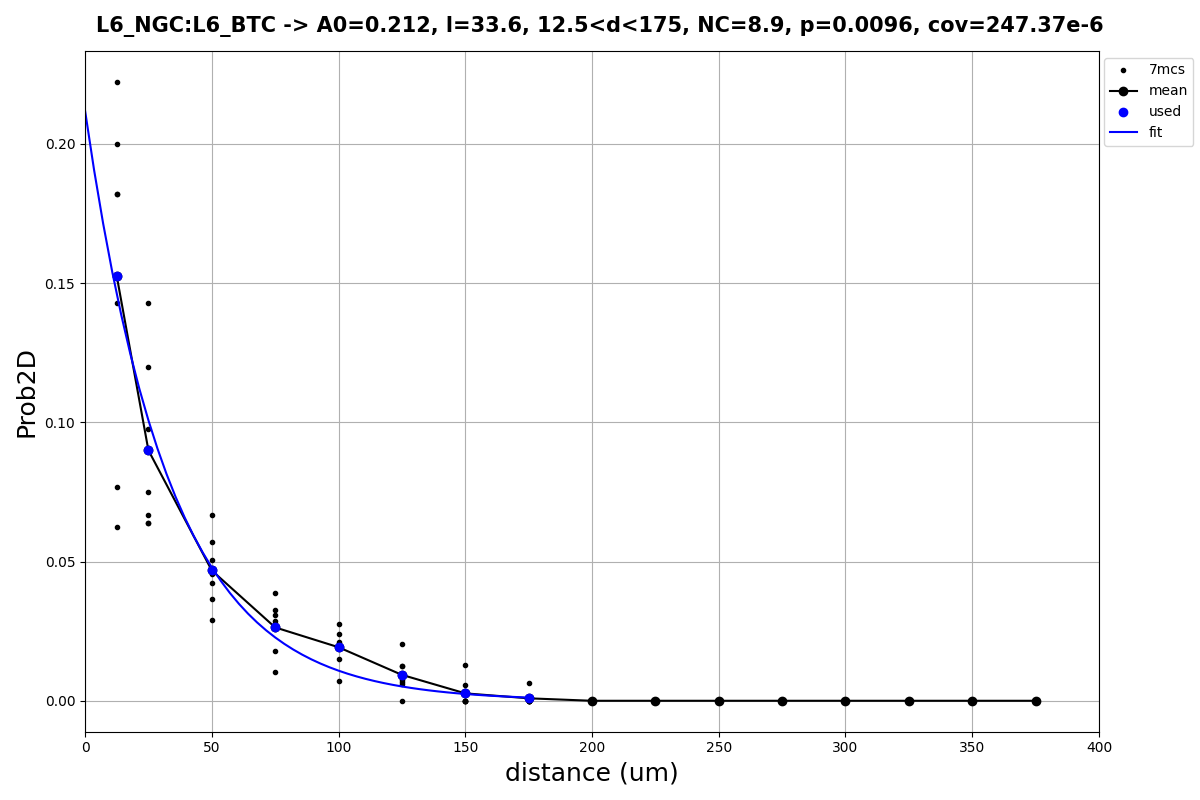 L6_NGC:L6_BTC -> A0=0.212, l=33.6, 12.5<d<175, NC=8.9, p=0.0096, cov=247.37e-6
7mcs
mean
used
fit
Prob2D
0.20
0.15
0.10
0.05
0.00
0 50 100 150 200 250 300 350 400
distance (um)